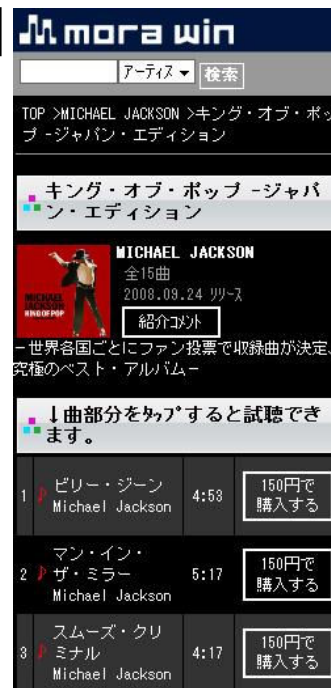 mora win
アーティス
検索
TOP >MICHAEL JACKSON >キング・オブ・ポッ
プ -ジャパン・エディション
キング・オブ・ポップ -ジャパ
ン・エディション
MICHAEL JACKSON
全15曲
2008.09.24 リリース
MICHAEL
JACKSON
KING OF POP
紹介コメント
-世界各国ごとにファン投票で収録曲が決定、
究極のベスト・アルバム-
↓曲部分をタップすると試聴でき
ます。
1 ♪ ビリー・ジーン
Michael Jackson
4:53
150円で
購入する
2 ♪ マン・イン・
ザ・ミラー
Michael Jackson
5:17
150円で
購入する
3 ♪ スムーズ・クリ
ミナル
Michael Jackson
4:17
150円で
購入する